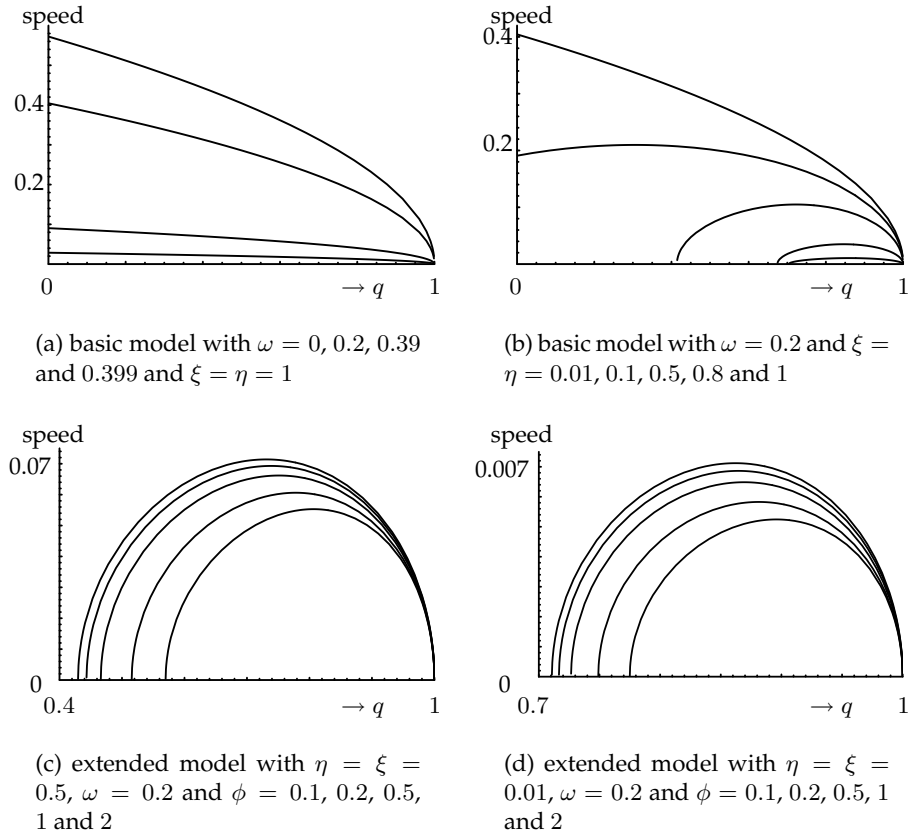 speed
0.4
0.2
0
→ q
1
(a) basic model with ω = 0, 0.2, 0.39
and 0.399 and ξ = η = 1
speed
0.4
0.2
0
→ q
1
(b) basic model with ω = 0.2 and ξ =
η = 0.01, 0.1, 0.5, 0.8 and 1
speed
0.07
0
0.4
→ q
1
(c) extended model with η = ξ =
0.5, ω = 0.2 and ϕ = 0.1, 0.2, 0.5,
1 and 2
speed
0.007
0
0.7
→ q
1
(d) extended model with η = ξ =
0.01, ω = 0.2 and ϕ = 0.1, 0.2, 0.5, 1
and 2